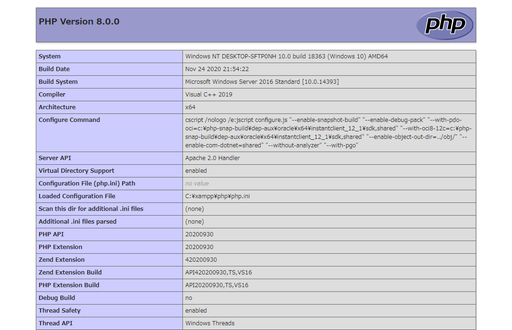 PHP Version 8.0.0
php
System Windows NT DESKTOP-SFTP0NH 10.0 build 18363 (Windows 10) AMD64
Build Date Nov 24 2020 21:54:22
Build System Microsoft Windows Server 2016 Standard [10.0.14393]
Compiler Visual C++ 2019
Architecture x64
Configure Command cscript /nologo /e:jscript configure.js "--enable-snapshot-build" "--enable-debug-pack" "--with-pdo-
oci=c:¥php-snap-build¥dep-aux¥oracle¥x64¥instantclient_12_1¥sdk,shared" "--with-oci8-12c=c:¥php-
snap-build¥dep-aux¥oracle¥x64¥instantclient_12_1¥sdk,shared" "--enable-object-out-dir=../obj/" "--
enable-com-dotnet=shared" "--without-analyzer" "--with-pgo"
Server API Apache 2.0 Handler
Virtual Directory Support enabled
Configuration File (php.ini) Path no value
Loaded Configuration File C:¥xampp¥php¥php.ini
Scan this dir for additional .ini files (none)
Additional .ini files parsed (none)
PHP API 20200930
PHP Extension 20200930
Zend Extension 420200930
Zend Extension Build API420200930,TS,VS16
PHP Extension Build API20200930,TS,VS16
Debug Build no
Thread Safety enabled
Thread API Windows Threads